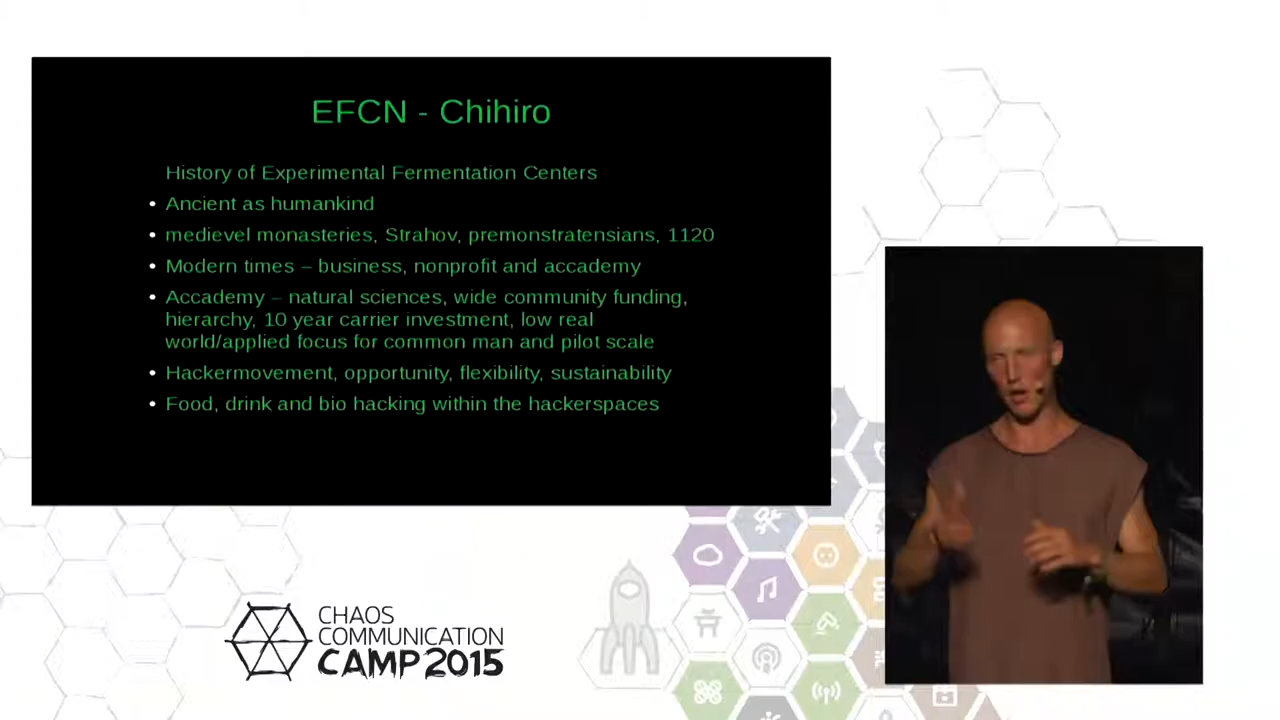 EFCN - Chihiro
History of Experimental Fermentation Centers
Ancient as humankind
medievel monasteries, Strahov, premonstratensians, 1120
Modern times – business, nonprofit and accademy
Accademy – natural sciences, wide community funding,
hierarchy, 10 year carrier investment, low real
world/applied focus for common man and pilot scale
Hackermovement, opportunity, flexibility, sustainability
Food, drink and bio hacking within the hackerspaces
CHAOS
COMMUNICATION
CAMP 2015